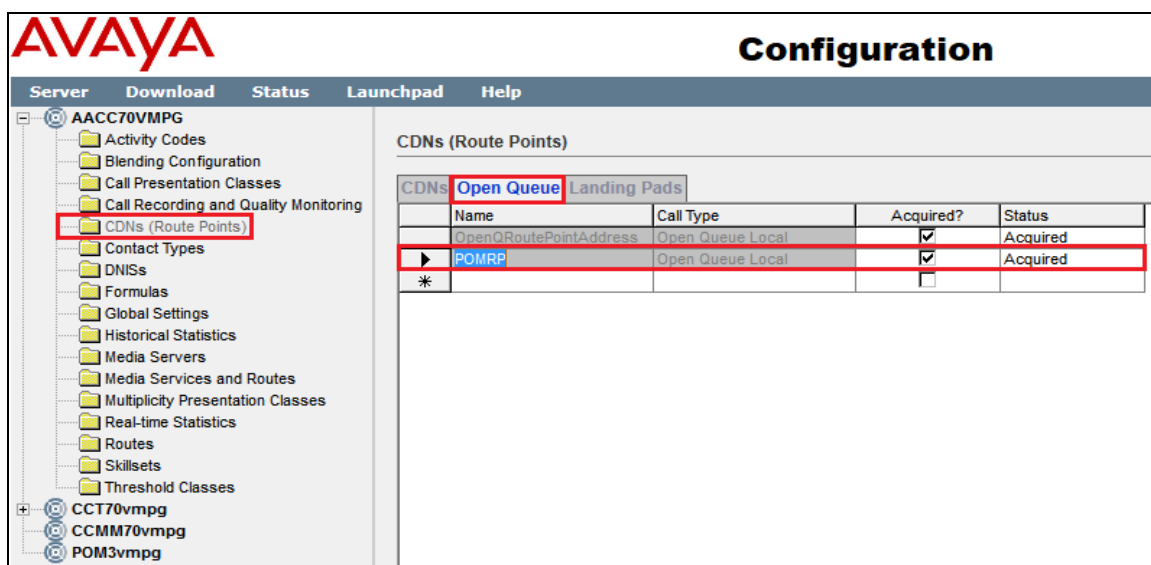 AVAYA
Configuration
Server Download Status Launchpad Help
AACC70VMPG
Activity Codes
Blending Configuration
Call Presentation Classes
Call Recording and Quality Monitoring
CDNs (Route Points)
Contact Types
DNISs
Formulas
Global Settings
Historical Statistics
Media Servers
Media Services and Routes
Multiplicity Presentation Classes
Real-time Statistics
Routes
Skillsets
Threshold Classes
CCT70vmpg
CCMM70vmpg
POM3vmpg
CDNs (Route Points)
CDNs Open Queue Landing Pads
Name Call Type Acquired? Status
OpenQRoutePointAddress Open Queue Local Acquired
POMRP Open Queue Local Acquired